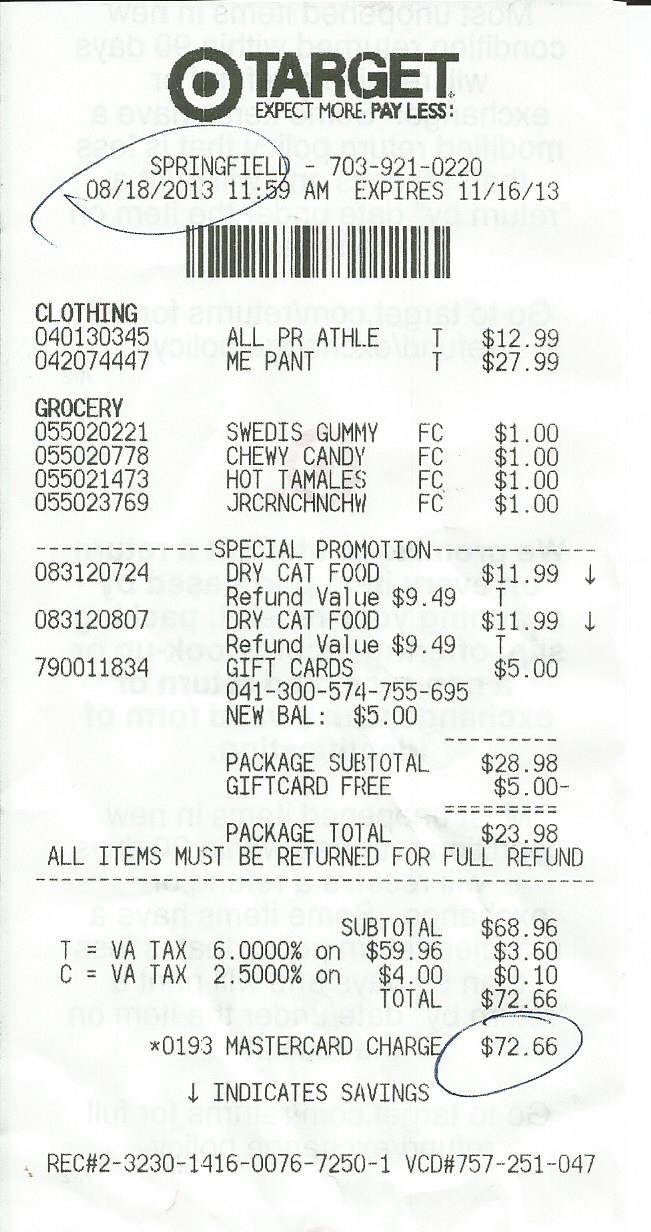 TARGET
EXPECT MORE. PAY LESS.
SPRINGFIELD - 703-921-0220
08/18/2013 11:59 AM EXPIRES 11/16/13
CLOTHING
040130345 ALL PR ATHLE T $12.99
042074447 ME PANT T $27.99
GROCERY
055020221 SWEDIS GUMMY FC $1.00
055020778 CHEWY CANDY FC $1.00
055021473 HOT TAMALES FC $1.00
055023769 JRCRNCHNCHW FC $1.00
--------------SPECIAL PROMOTION-------------
083120724 DRY CAT FOOD $11.99 ↓
Refund Value $9.49 T
083120807 DRY CAT FOOD $11.99 ↓
Refund Value $9.49 T
790011834 GIFT CARDS $5.00
041-300-574-755-695
NEW BAL: $5.00
---------
PACKAGE SUBTOTAL $28.98
GIFTCARD FREE $5.00-
=========
PACKAGE TOTAL $23.98
ALL ITEMS MUST BE RETURNED FOR FULL REFUND
--------------------------------------------
SUBTOTAL $68.96
T = VA TAX 6.0000% on $59.96 $3.60
C = VA TAX 2.5000% on $4.00 $0.10
TOTAL $72.66
*0193 MASTERCARD CHARGE $72.66
↓ INDICATES SAVINGS
REC#2-3230-1416-0076-7250-1 VCD#757-251-047